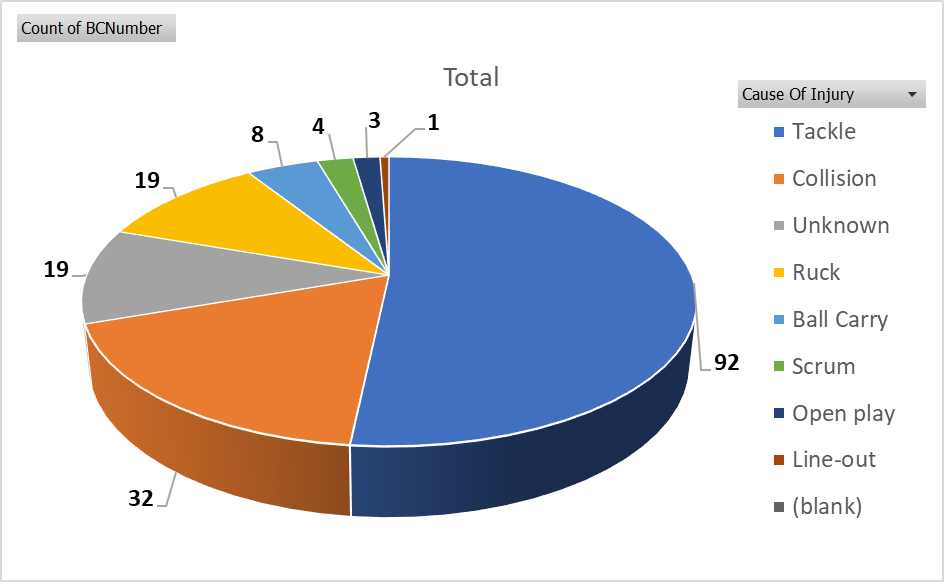 Count of BCNumber
Total
Cause Of Injury
Tackle
Collision
Unknown
Ruck
Ball Carry
Scrum
Open play
Line-out
(blank)
1
3
4
8
19
19
32
92